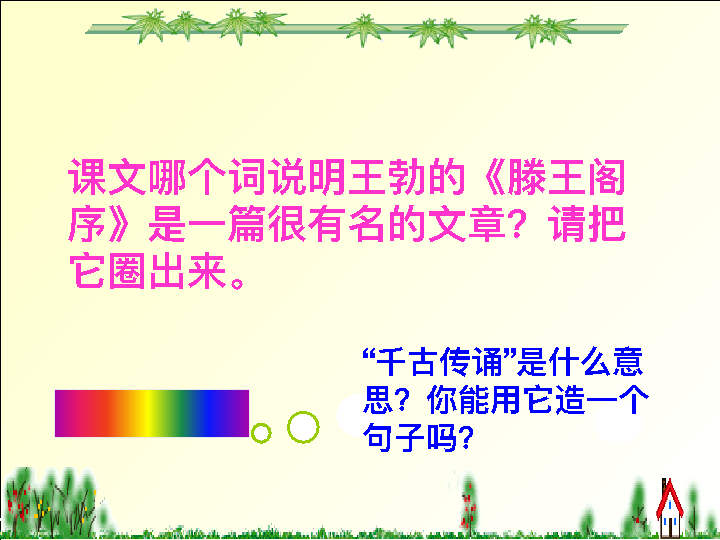 课文哪个词说明王勃的《滕王阁
序》是一篇很有名的文章？请把
它圈出来。
“千古传诵”是什么意
思？你能用它造一个
句子吗？